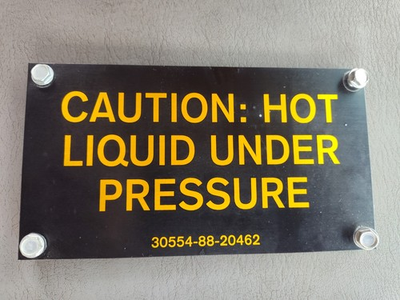 CAUTION: HOT
LIQUID UNDER
PRESSURE
30554-88-20462